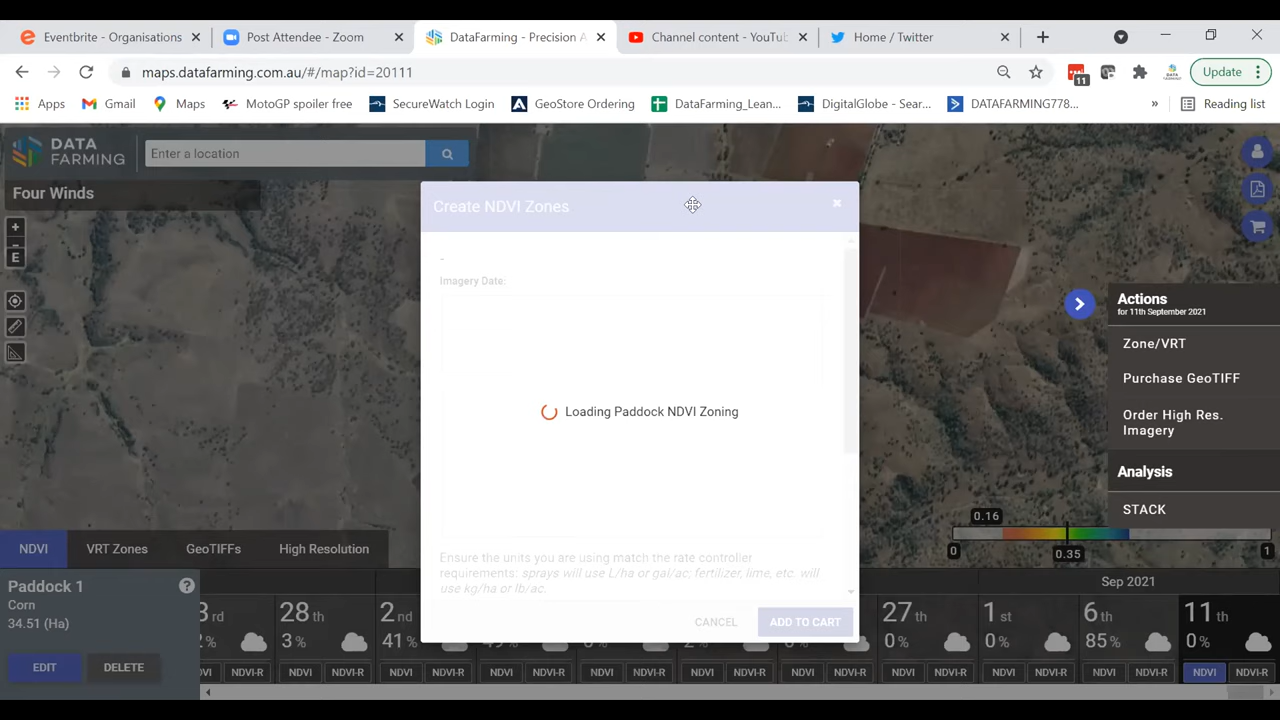 Eventbrite - Organisations
Post Attendee - Zoom
DataFarming - Precision A
Channel content - YouTub
Home / Twitter
maps.datafarming.com.au/#/map?id=20111
11
Update
Apps
Gmail
Maps
MotoGP spoiler free
SecureWatch Login
GeoStore Ordering
DataFarming_Lean...
DigitalGlobe - Sear...
DATAFARMING778...
»
Reading list
DATA
FARMING
Enter a location
Four Winds
+
-
E
Create NDVI Zones
-
Imagery Date:
Loading Paddock NDVI Zoning
Ensure the units you are using match the rate controller
requirements: sprays will use L/ha or gal/ac; fertilizer, lime, etc. will
use kg/ha or lb/ac.
CANCEL
ADD TO CART
Actions
for 11th September 2021
Zone/VRT
Purchase GeoTIFF
Order High Res.
Imagery
Analysis
STACK
0.16
0
0.35
1
NDVI
VRT Zones
GeoTIFFs
High Resolution
Paddock 1
?
Corn
34.51 (Ha)
EDIT
DELETE
Sep 2021
3 rd
28 th
2 nd
27 th
1 st
6 th
11 th
3%
41%
0%
0%
85%
0%
NDVI-R
NDVI
NDVI-R
NDVI
NDVI-R
NDVI
NDVI-R
NDVI
NDVI-R
NDVI
NDVI-R
NDVI
NDVI-R
NDVI
NDVI-R
NDVI
NDVI-R
NDVI
NDVI-R
NDVI
NDVI-R